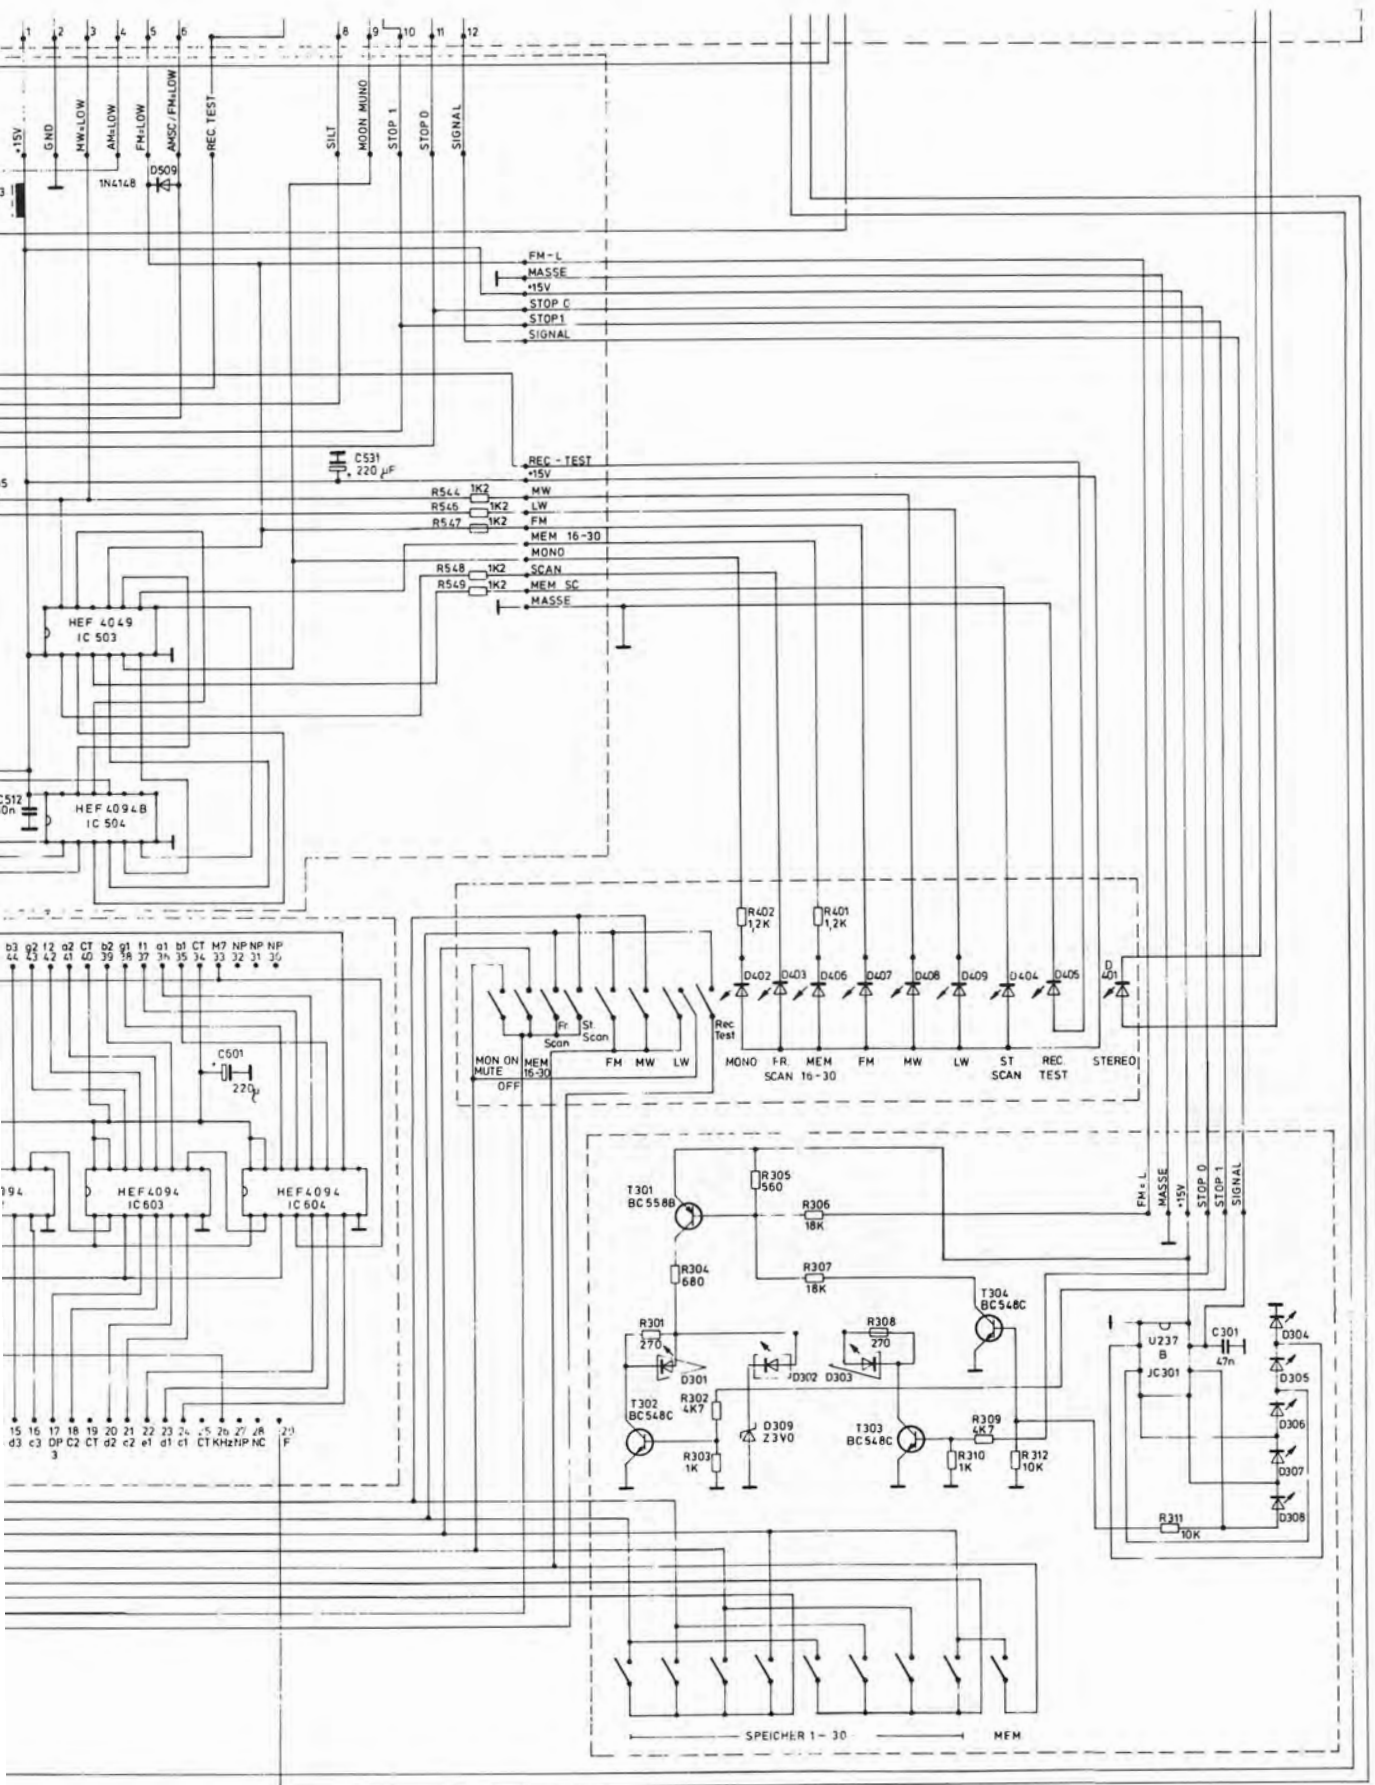 1 2 3 4 5 6 8 9 10 11 12
+15V
GND
MW=LOW
AM=LOW
FM=LOW
AMSC/FM=LOW
REC TEST
SILT
MOON MUNO
STOP 1
STOP 0
SIGNAL
3
1N4148
D509
FM-L
MASSE
+15V
STOP 0
STOP1
SIGNAL
C531
220 µF
REC - TEST
+15V
R544 1K2 MW
R546 1K2 LW
R547 1K2 FM
MEM 16-30
MONO
R548 1K2 SCAN
R549 1K2 MEM SC
MASSE
HEF 4049
IC 503
C512
HEF 4094B
IC 504
b3 g2 f2 a2 CT b2 g1 f1 a1 b1 CT M7 NP NP NP
44 43 42 41 40 39 38 37 36 35 34 33 32 31 30
R402
1,2K
R401
1,2K
D402 D403 D406 D407 D408 D409 D404 D405
D
401
Fr.
Scan
St.
Scan
Rec
Test
MON ON
MUTE
OFF
MEM
16-30
FM MW LW
MONO FR. MEM FM MW LW ST REC. STEREO
SCAN 16-30 SCAN TEST
C601
220µ
094
HEF4094
IC603
HEF4094
IC604
15 16 17 18 19 20 21 22 23 24 25 26 27 28 29
d3 c3 DP C2 CT d2 c2 e1 d1 c1 CT KHz NP NC F
3
T301
BC558B
R305
560
R306
18K
FM=L
MASSE
+15V
STOP 0
STOP 1
SIGNAL
R304
680
R307
18K
T304
BC548C
R301
270
R308
270
D301
D302
D303
U237
B
JC301
C301
47n
D304
D305
D306
D307
D308
T302
BC548C
R302
4K7
R303
1K
D309
Z3V0
T303
BC548C
R309
4K7
R310
1K
R312
10K
R311
10K
SPEICHER 1-30
MEM